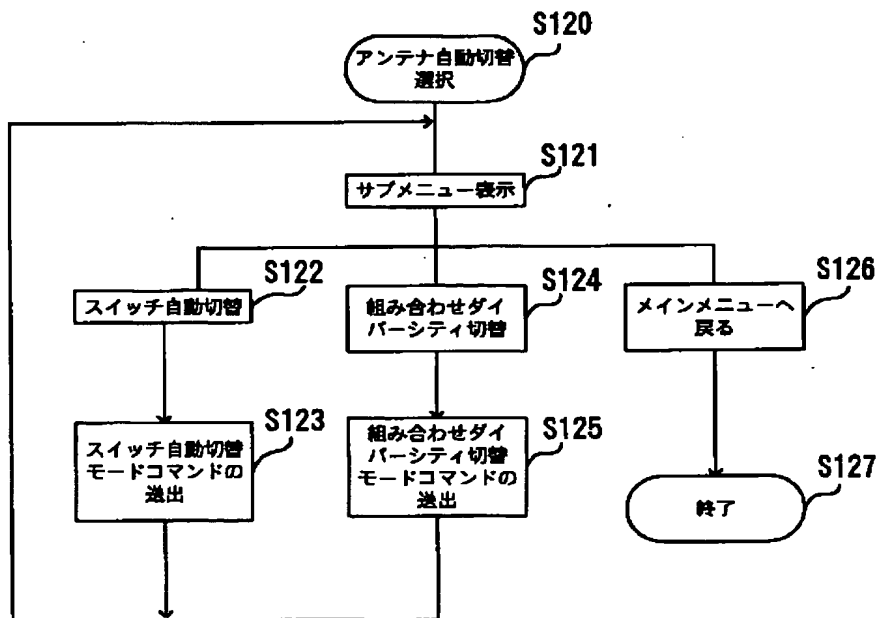 S120
アンテナ自動切替
選択
S121
サブメニュー表示
S122
スイッチ自動切替
S124
組み合わせダイ
バーシティ切替
S126
メインメニューへ
戻る
S123
スイッチ自動切替
モードコマンドの
送出
S125
組み合わせダイ
バーシティ切替
モードコマンドの
送出
S127
終了